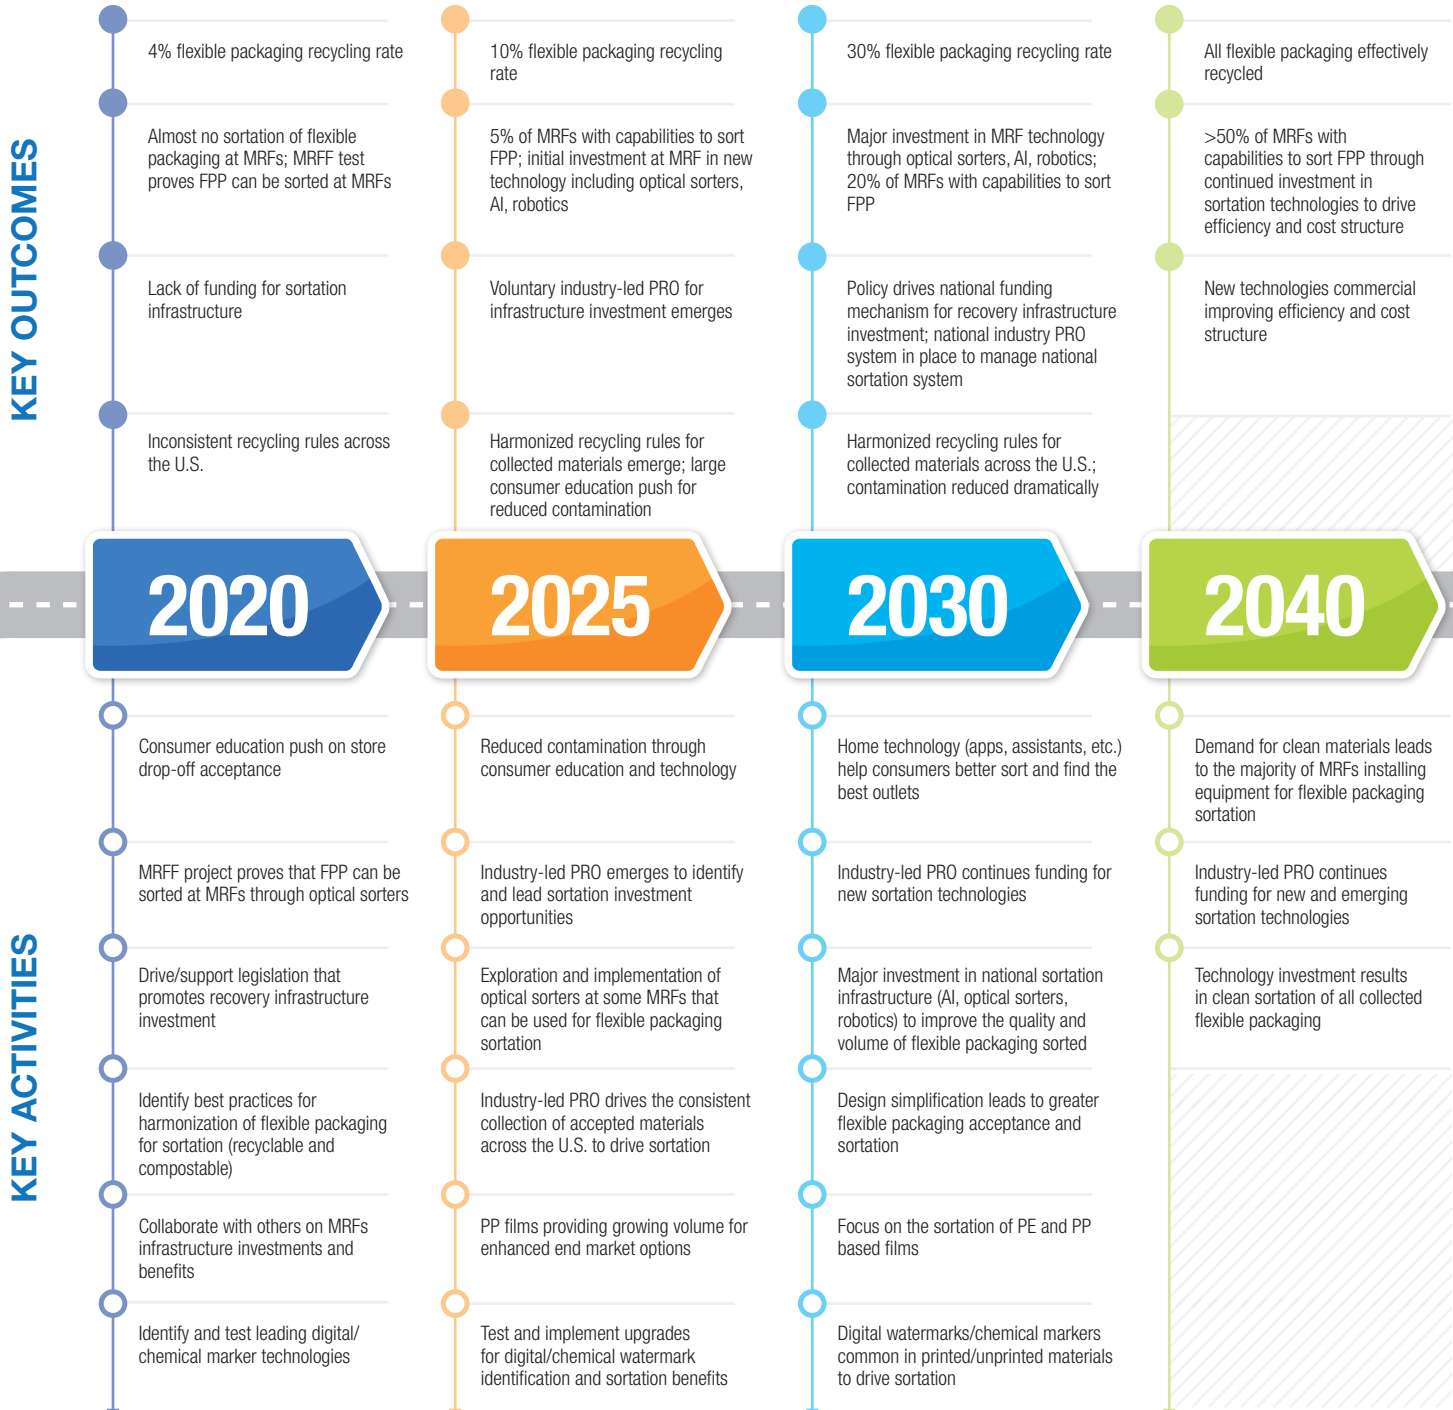 KEY OUTCOMES
4% flexible packaging recycling rate
Almost no sortation of flexible
packaging at MRFs; MRFF test
proves FPP can be sorted at MRFs
Lack of funding for sortation
infrastructure
Inconsistent recycling rules across
the U.S.
10% flexible packaging recycling
rate
5% of MRFs with capabilities to sort
FPP; initial investment at MRF in new
technology including optical sorters,
AI, robotics
Voluntary industry-led PRO for
infrastructure investment emerges
Harmonized recycling rules for
collected materials emerge; large
consumer education push for
reduced contamination
30% flexible packaging recycling rate
Major investment in MRF technology
through optical sorters, AI, robotics;
20% of MRFs with capabilities to sort
FPP
Policy drives national funding
mechanism for recovery infrastructure
investment; national industry PRO
system in place to manage national
sortation system
Harmonized recycling rules for
collected materials across the U.S.;
contamination reduced dramatically
All flexible packaging effectively
recycled
>50% of MRFs with
capabilities to sort FPP through
continued investment in
sortation technologies to drive
efficiency and cost structure
New technologies commercial
improving efficiency and cost
structure
2020
2025
2030
2040
KEY ACTIVITIES
Consumer education push on store
drop-off acceptance
MRFF project proves that FPP can be
sorted at MRFs through optical sorters
Drive/support legislation that
promotes recovery infrastructure
investment
Identify best practices for
harmonization of flexible packaging
for sortation (recyclable and
compostable)
Collaborate with others on MRFs
infrastructure investments and
benefits
Identify and test leading digital/
chemical marker technologies
Reduced contamination through
consumer education and technology
Industry-led PRO emerges to identify
and lead sortation investment
opportunities
Exploration and implementation of
optical sorters at some MRFs that
can be used for flexible packaging
sortation
Industry-led PRO drives the consistent
collection of accepted materials
across the U.S. to drive sortation
PP films providing growing volume for
enhanced end market options
Test and implement upgrades
for digital/chemical watermark
identification and sortation benefits
Home technology (apps, assistants, etc.)
help consumers better sort and find the
best outlets
Industry-led PRO continues funding for
new sortation technologies
Major investment in national sortation
infrastructure (AI, optical sorters,
robotics) to improve the quality and
volume of flexible packaging sorted
Design simplification leads to greater
flexible packaging acceptance and
sortation
Focus on the sortation of PE and PP
based films
Digital watermarks/chemical markers
common in printed/unprinted materials
to drive sortation
Demand for clean materials leads
to the majority of MRFs installing
equipment for flexible packaging
sortation
Industry-led PRO continues
funding for new and emerging
sortation technologies
Technology investment results
in clean sortation of all collected
flexible packaging